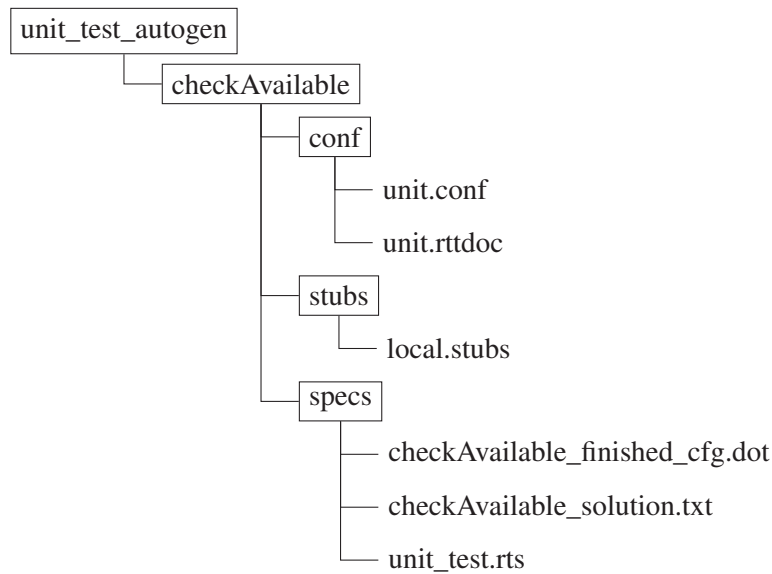 unit_test_autogen
checkAvailable
conf
unit.conf
unit.rttdoc
stubs
local.stubs
specs
checkAvailable_finished_cfg.dot
checkAvailable_solution.txt
unit_test.rts